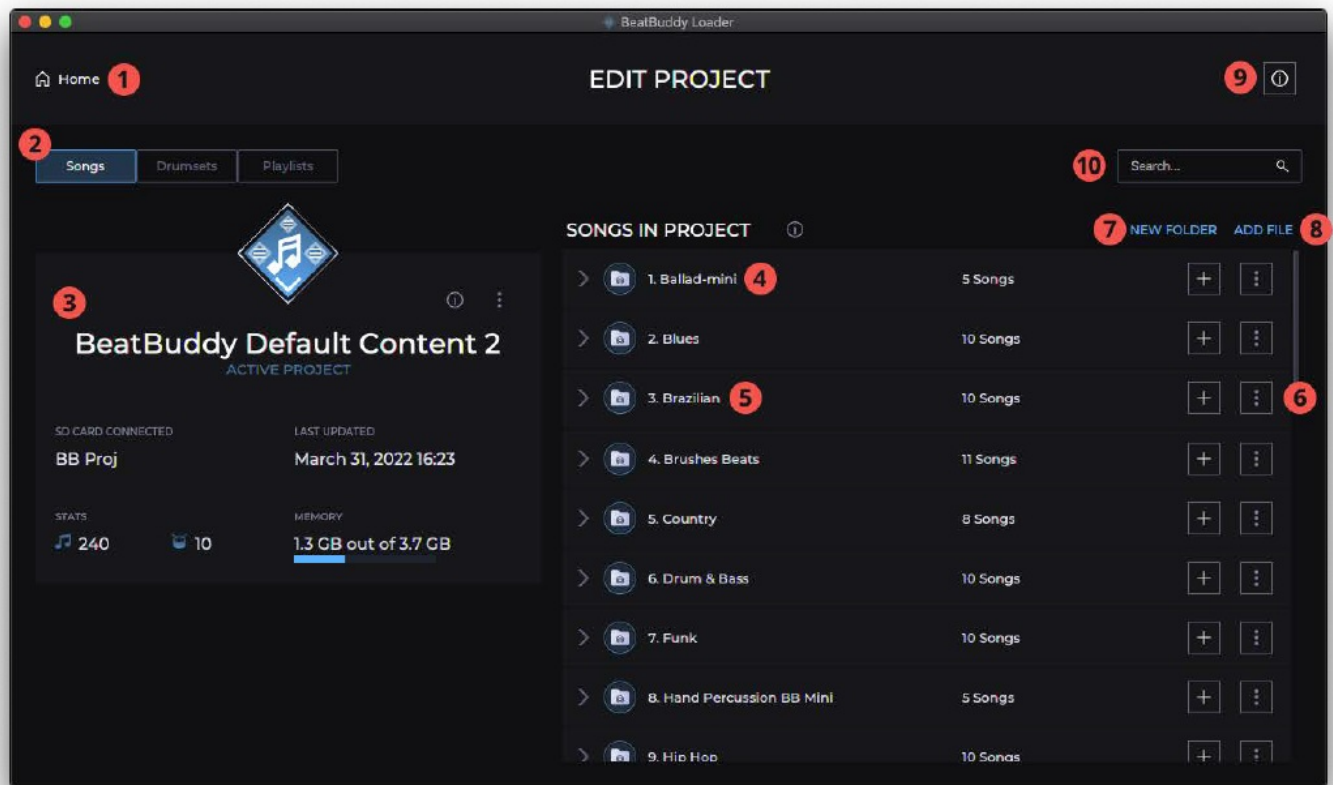 BeatBuddy Loader
Home 1
EDIT PROJECT
9
2
Songs Drumsets Playlists
10 Search...
SONGS IN PROJECT
7 NEW FOLDER ADD FILE 8
3
BeatBuddy Default Content 2
ACTIVE PROJECT
SD CARD CONNECTED
BB Proj
LAST UPDATED
March 31, 2022 16:23
STATS
240 10
MEMORY
1.3 GB out of 3.7 GB
1. Ballad-mini 4 5 Songs
2. Blues 10 Songs
3. Brazilian 5 10 Songs 6
4. Brushes Beats 11 Songs
5. Country 8 Songs
6. Drum & Bass 10 Songs
7. Funk 10 Songs
8. Hand Percussion BB Mini 5 Songs
9. Hip Hop 10 Songs